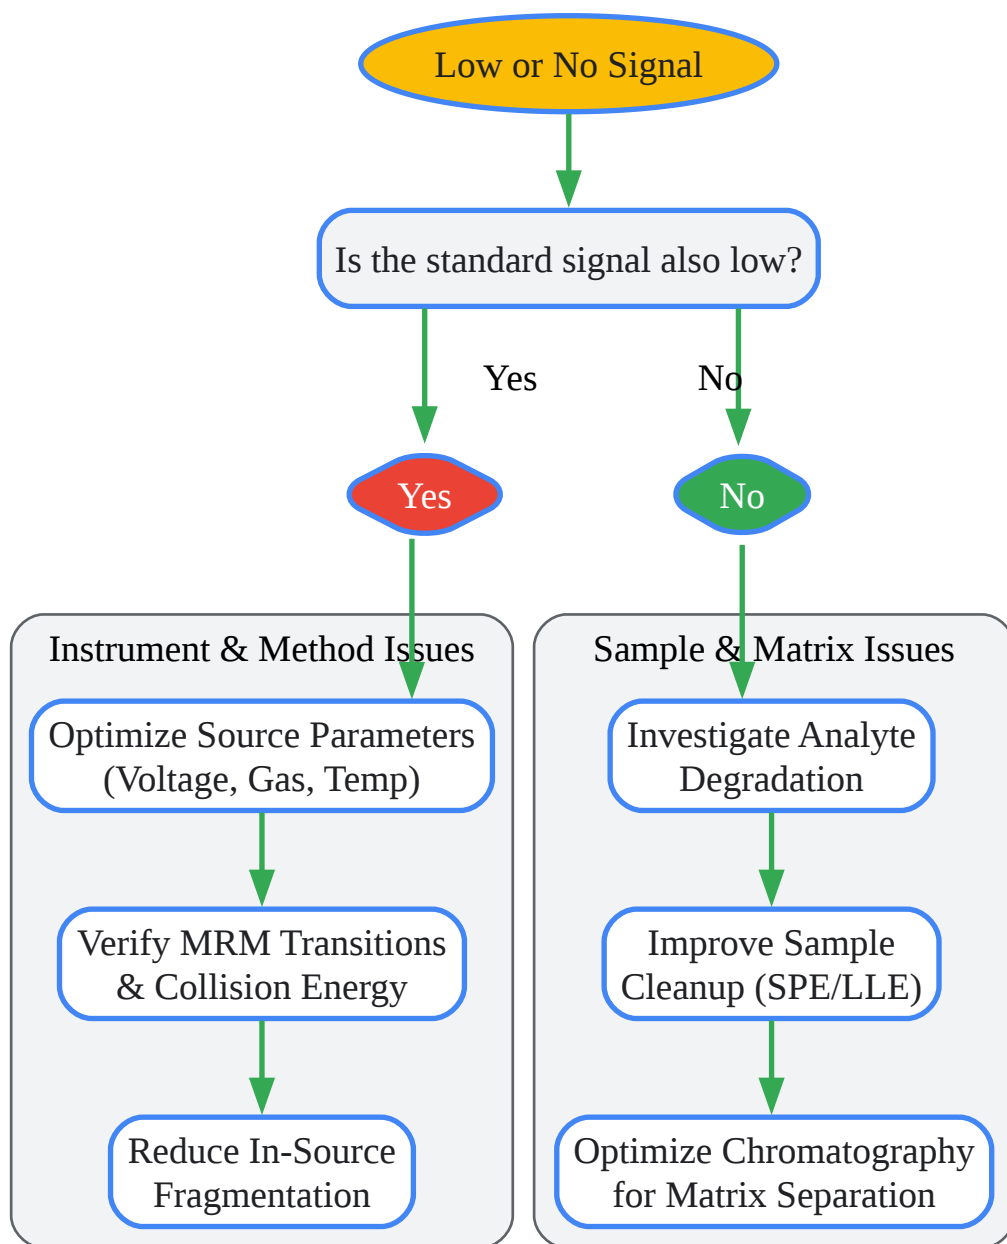 Low or No Signal
Is the standard signal also low?
Yes
No
Yes
No
Instrument & Method Issues
Optimize Source Parameters
(Voltage, Gas, Temp)
Verify MRM Transitions
& Collision Energy
Reduce In-Source
Fragmentation
Sample & Matrix Issues
Investigate Analyte
Degradation
Improve Sample
Cleanup (SPE/LLE)
Optimize Chromatography
for Matrix Separation